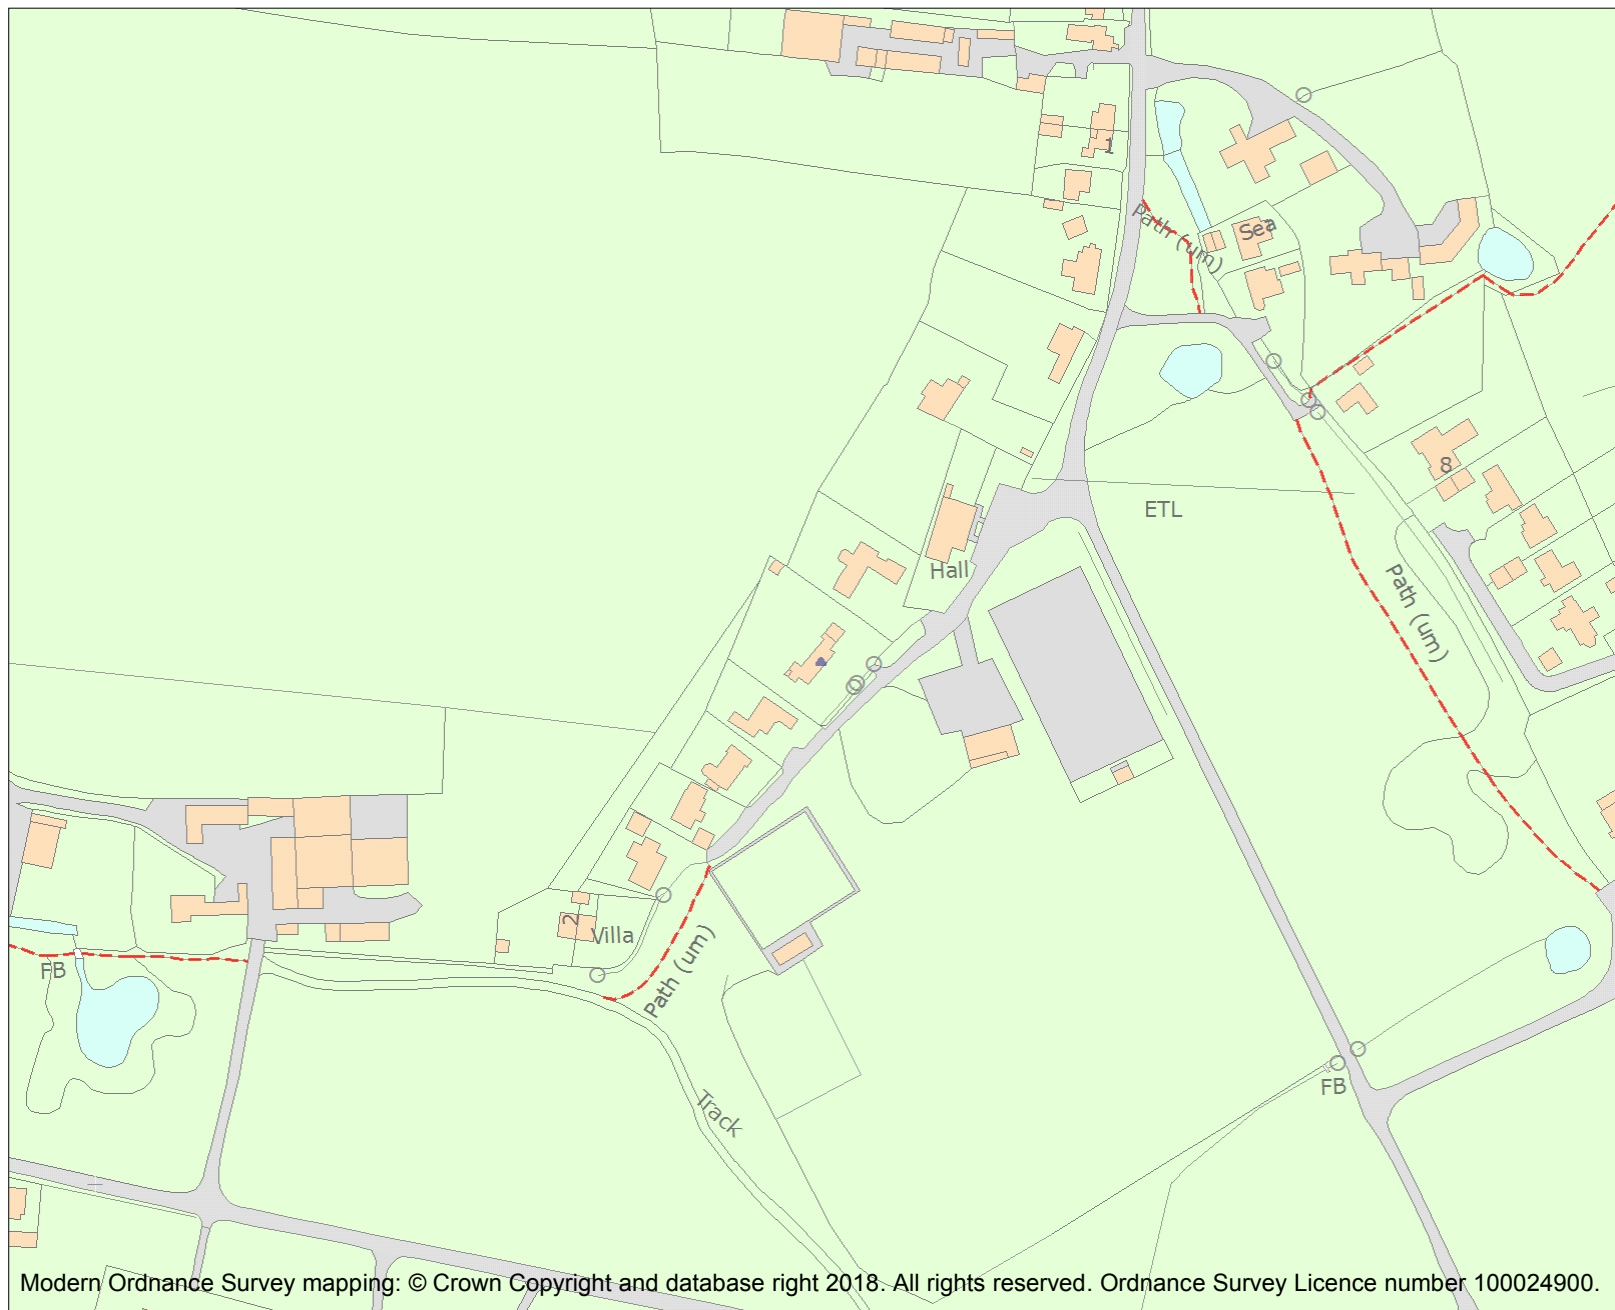 1
Path (um)
Sea
8
ETL
Hall
Path (um)
2
Villa
Path (um)
FB
FB
Track
Modern Ordnance Survey mapping: © Crown Copyright and database right 2018. All rights reserved. Ordnance Survey Licence number 100024900.